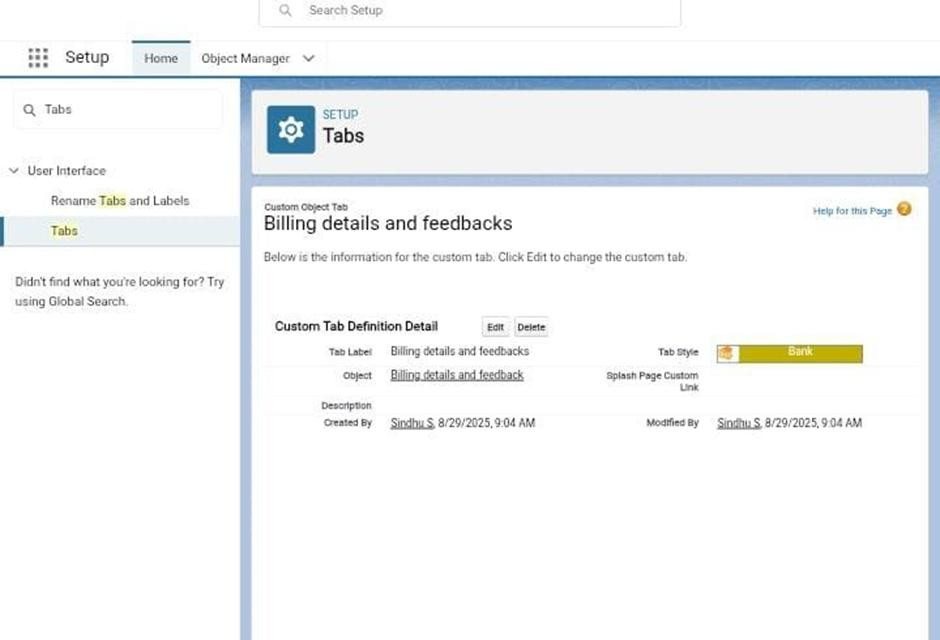 Search Setup
Setup
Home
Object Manager
Tabs
User Interface
Rename Tabs and Labels
Tabs
Didn't find what you're looking for? Try
using Global Search.
SETUP
Tabs
Custom Object Tab
Billing details and feedbacks
Help for this Page ?
Below is the information for the custom tab. Click Edit to change the custom tab.
Custom Tab Definition Detail
Edit
Delete
Tab Label Billing details and feedbacks
Tab Style Bank
Object Billing details and feedback
Splash Page Custom
Link
Description
Created By Sindhu S, 8/29/2025, 9:04 AM
Modified By Sindhu S, 8/29/2025, 9:04 AM